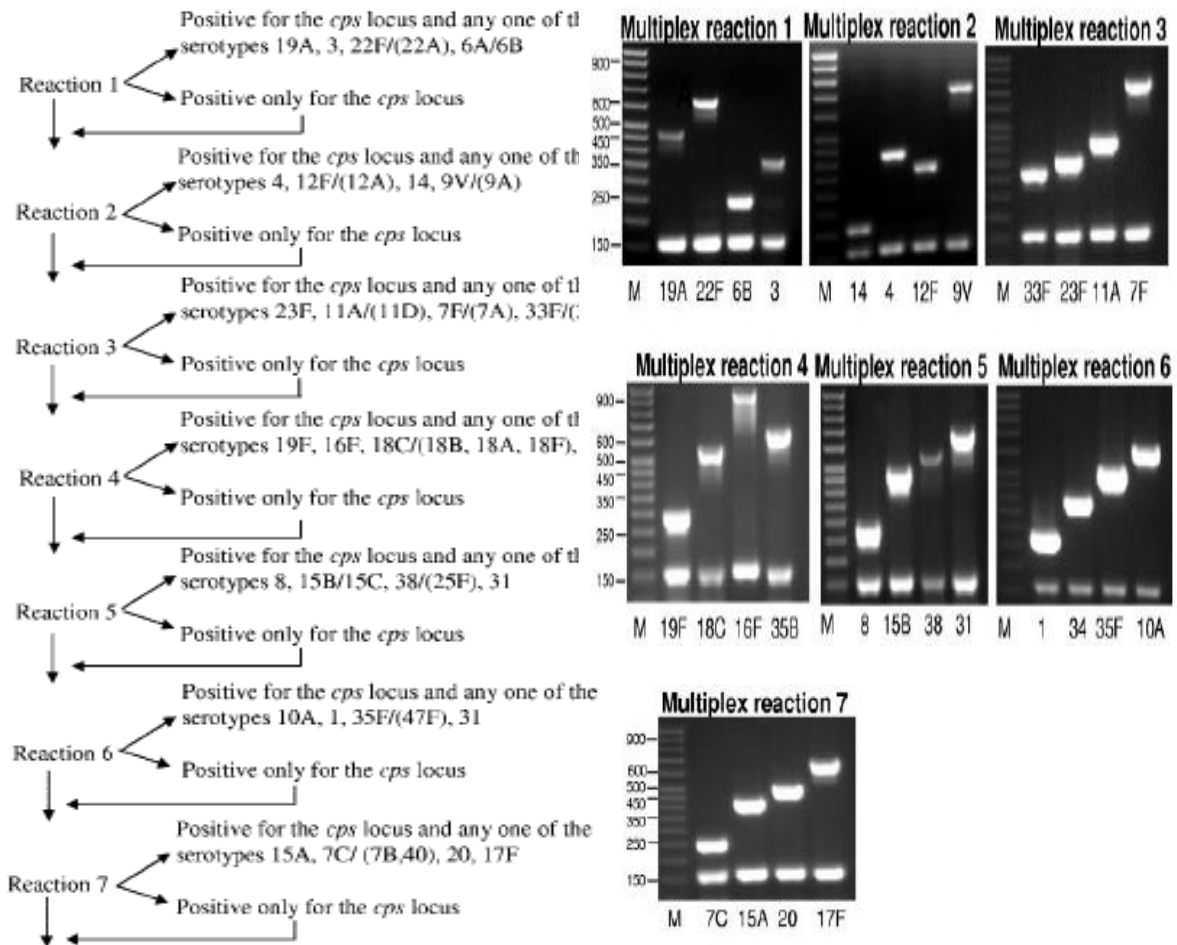 Positive for the cps locus and any one of th
serotypes 19A, 3, 22F/(22A), 6A/6B
Reaction 1
Positive only for the cps locus
Positive for the cps locus and any one of th
serotypes 4, 12F/(12A), 14, 9V/(9A)
Reaction 2
Positive only for the cps locus
Positive for the cps locus and any one of th
serotypes 23F, 11A/(11D), 7F/(7A), 33F/(
Reaction 3
Positive only for the cps locus
Positive for the cps locus and any one of th
serotypes 19F, 16F, 18C/(18B, 18A, 18F),
Reaction 4
Positive only for the cps locus
Positive for the cps locus and any one of th
serotypes 8, 15B/15C, 38/(25F), 31
Reaction 5
Positive only for the cps locus
Positive for the cps locus and any one of the
serotypes 10A, 1, 35F/(47F), 31
Reaction 6
Positive only for the cps locus
Positive for the cps locus and any one of the
serotypes 15A, 7C/ (7B,40), 20, 17F
Reaction 7
Positive only for the cps locus
Multiplex reaction 1
900
600
500
450
350
250
150
M 19A 22F 6B 3
Multiplex reaction 2
M 14 4 12F 9V
Multiplex reaction 3
M 33F 23F 11A 7F
Multiplex reaction 4
900
600
500
450
350
250
150
M 19F 18C 16F 35B
Multiplex reaction 5
M 8 15B 38 31
Multiplex reaction 6
M 1 34 35F 10A
Multiplex reaction 7
900
600
500
450
350
250
150
M 7C 15A 20 17F